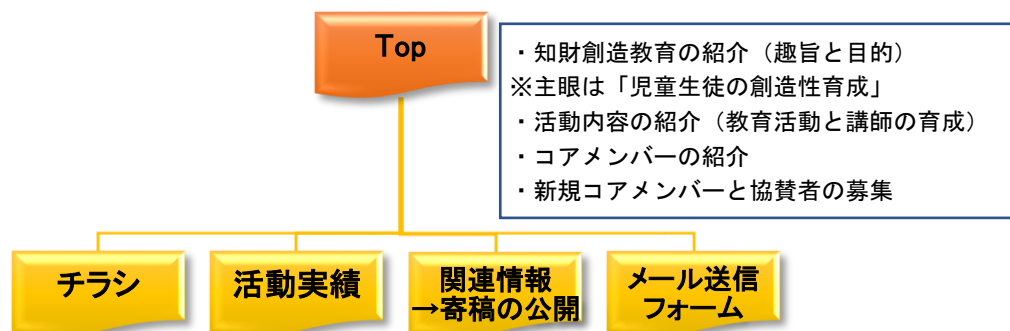 Top
・知財創造教育の紹介（趣旨と目的）
※主眼は「児童生徒の創造性育成」
・活動内容の紹介（教育活動と講師の育成）
・コアメンバーの紹介
・新規コアメンバーと協賛者の募集
チラシ
活動実績
関連情報
→寄稿の公開
メール送信
フォーム